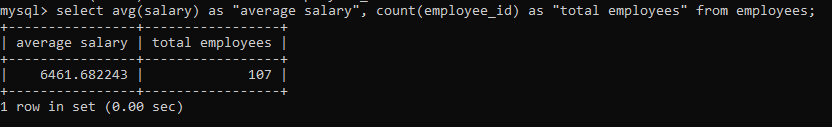 mysql> select avg(salary) as "average salary", count(employee_id) as "total employees" from employees;
+----------------+-----------------+
| average salary | total employees |
+----------------+-----------------+
|    6461.682243 |             107 |
+----------------+-----------------+
1 row in set (0.00 sec)